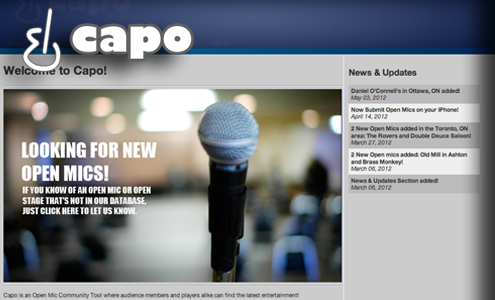 capo
Welcome to Capo!
LOOKING FOR NEW
OPEN MICS!
IF YOU KNOW OF AN OPEN MIC OR OPEN
STAGE THAT'S NOT IN OUR DATABASE,
JUST CLICK HERE TO LET US KNOW.
Capo is an Open Mic Community Tool where audience members and players alike can find the latest entertainment!
News & Updates
Daniel O'Connell's in Ottawa, ON added!
May 03, 2012
Now Submit Open Mics on your iPhone!
April 14, 2012
2 New Open Mics added in the Toronto, ON
area: The Rovers and Double Deuce Saloon!
March 27, 2012
2 New Open mics added: Old Mill in Ashton
and Brass Monkey!
March 06, 2012
News & Updates Section added!
March 06, 2012